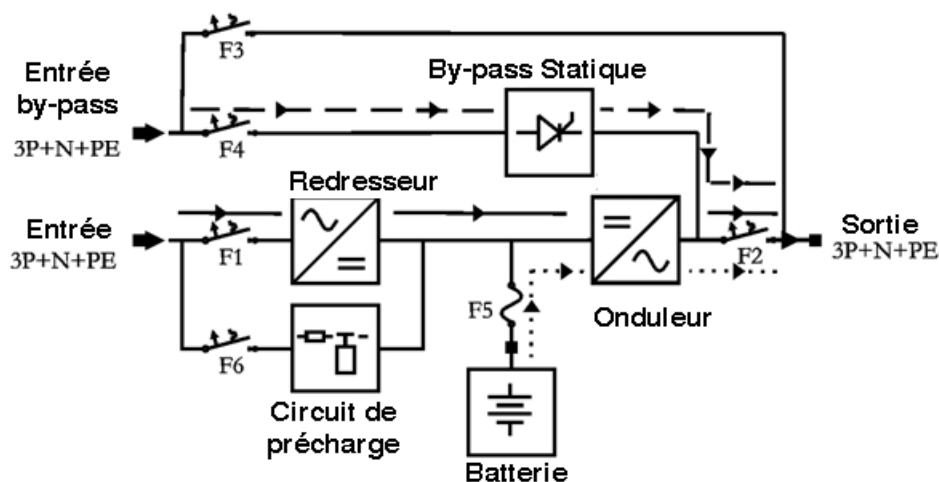 F3
Entrée
by-pass
3P+N+PE
By-pass Statique
F4
Redresseur
Entrée
3P+N+PE
F1
F2
Sortie
3P+N+PE
F5
Onduleur
F6
Circuit de
précharge
Batterie